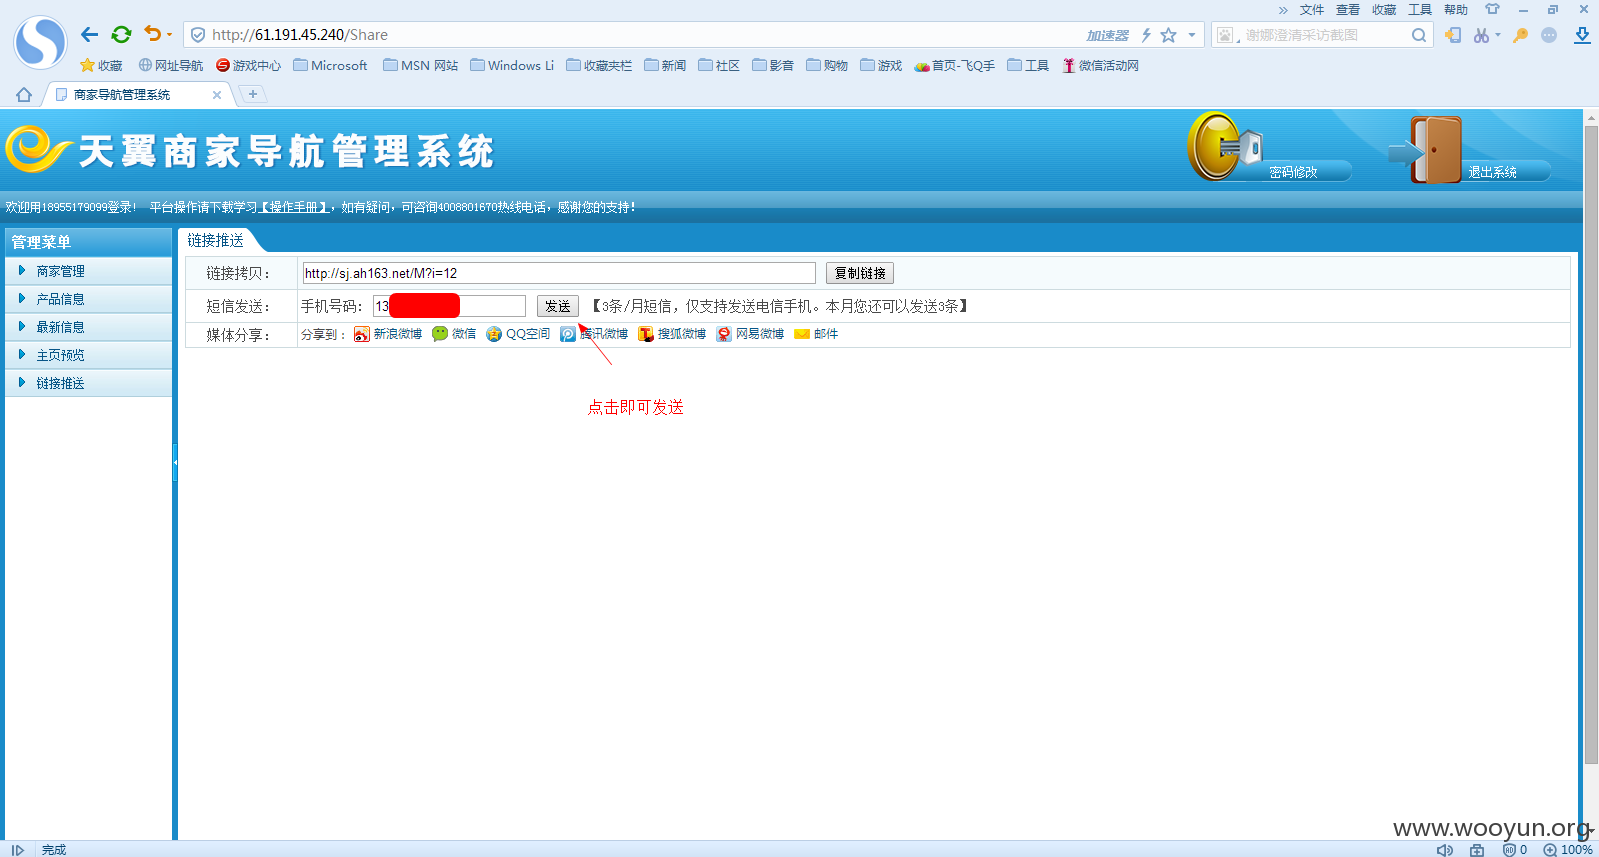 » 文件 查看 收藏 工具 帮助
http://61.191.45.240/Share 加速器 谢娜澄清采访截图
收藏 网址导航 游戏中心 Microsoft MSN 网站 Windows Li 收藏夹栏 新闻 社区 影音 购物 游戏 首页-飞Q手 工具 微信活动网
商家导航管理系统
天翼商家导航管理系统
密码修改 退出系统
欢迎用18955179099登录! 平台操作请下载学习【操作手册】,如有疑问,可咨询4008801670热线电话,感谢您的支持!
管理菜单
商家管理
产品信息
最新信息
主页预览
链接推送
链接推送
链接拷贝: http://sj.ah163.net/M?i=12 复制链接
短信发送: 手机号码: 13 发送 【3条/月短信,仅支持发送电信手机。本月您还可以发送3条】
媒体分享: 分享到: 新浪微博 微信 QQ空间 腾讯微博 搜狐微博 网易微博 邮件
点击即可发送
www.wooyun.org
完成 0 100%